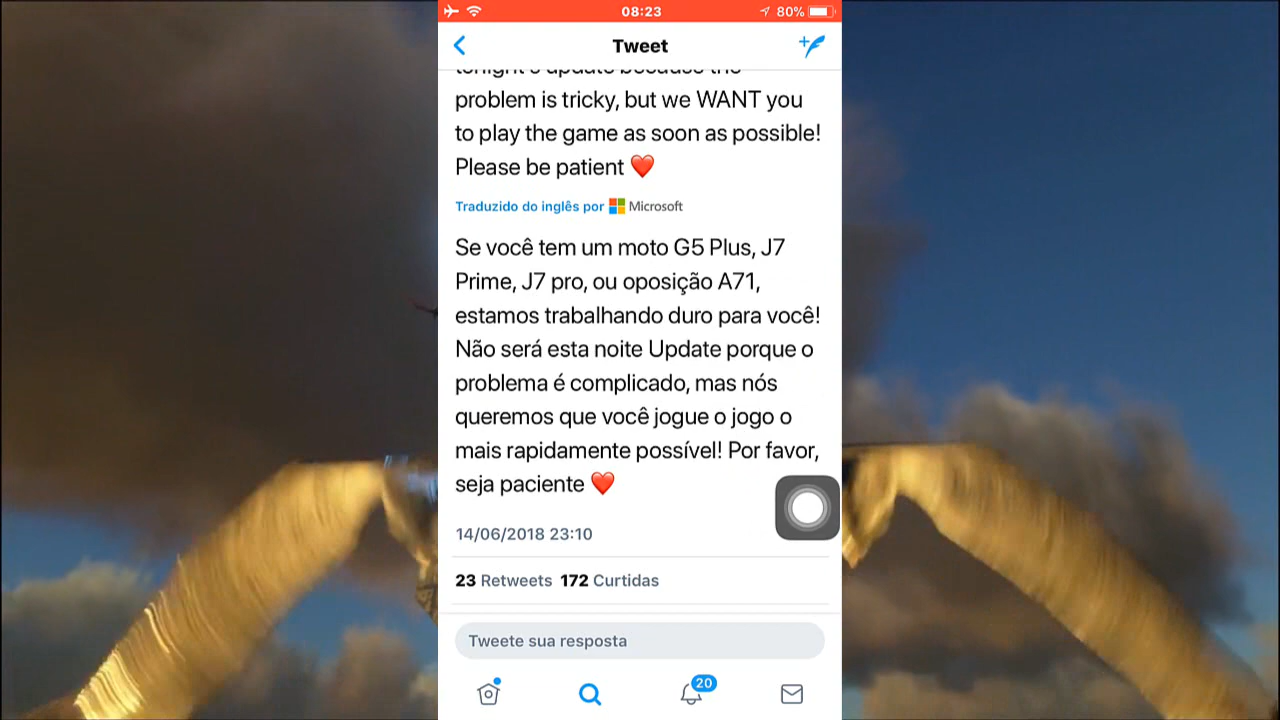 08:23
80%
Tweet
tonight's update because the
problem is tricky, but we WANT you
to play the game as soon as possible!
Please be patient ❤️
Traduzido do inglês por Microsoft
Se você tem um moto G5 Plus, J7
Prime, J7 pro, ou oposição A71,
estamos trabalhando duro para você!
Não será esta noite Update porque o
problema é complicado, mas nós
queremos que você jogue o jogo o
mais rapidamente possível! Por favor,
seja paciente ❤️
14/06/2018 23:10
23 Retweets 172 Curtidas
Tweete sua resposta
20